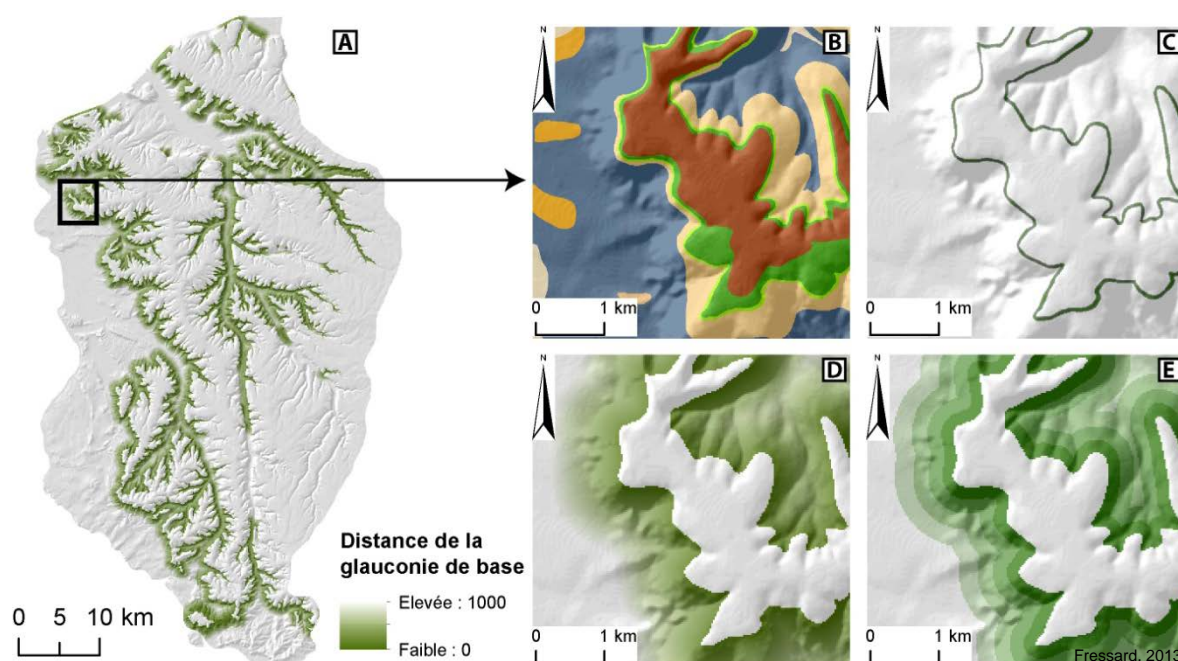 A
Distance de la
glauconie de base
Elevée : 1000
Faible : 0
0 5 10 km
N
B
0 1 km
N
C
0 1 km
N
D
0 1 km
N
E
0 1 km
Fressard, 2013